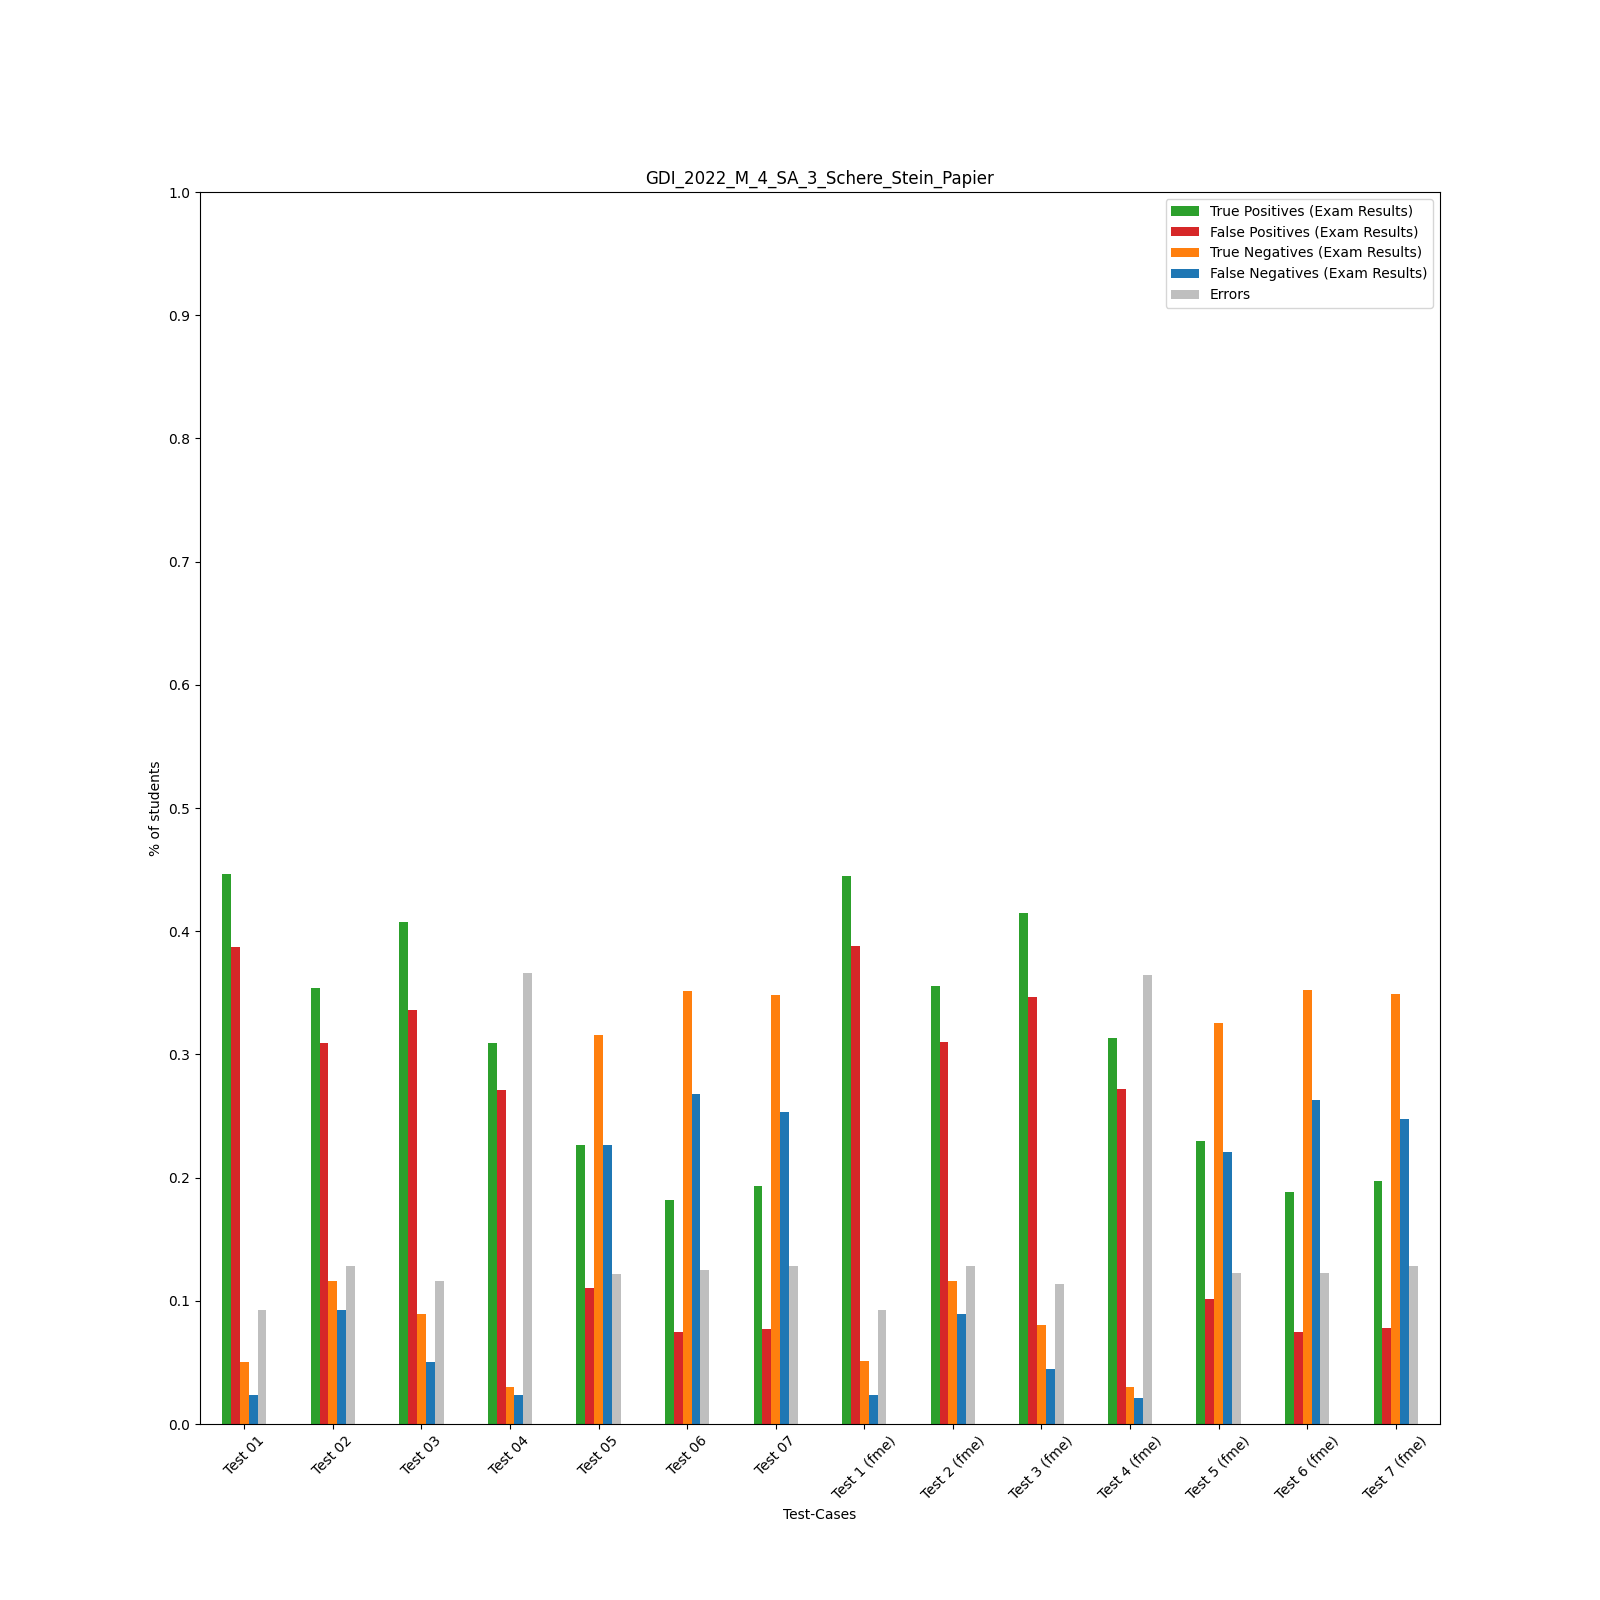 GDI_2022_M_4_SA_3_Schere_Stein_Papier
True Positives (Exam Results)
False Positives (Exam Results)
True Negatives (Exam Results)
False Negatives (Exam Results)
Errors
1.0
0.9
0.8
0.7
0.6
0.5
0.4
0.3
0.2
0.1
0.0
% of students
Test 01
Test 02
Test 03
Test 04
Test 05
Test 06
Test 07
Test 1 (fme)
Test 2 (fme)
Test 3 (fme)
Test 4 (fme)
Test 5 (fme)
Test 6 (fme)
Test 7 (fme)
Test-Cases